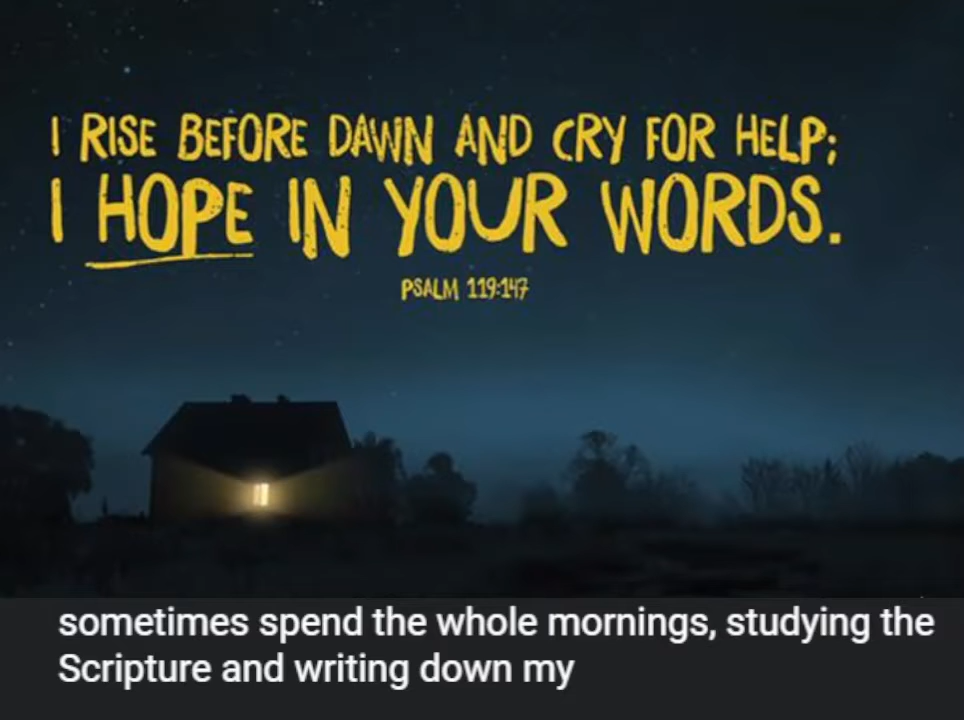 I RISE BEFORE DAWN AND CRY FOR HELP;
I HOPE IN YOUR WORDS.
PSALM 119:147
sometimes spend the whole mornings, studying the
Scripture and writing down my